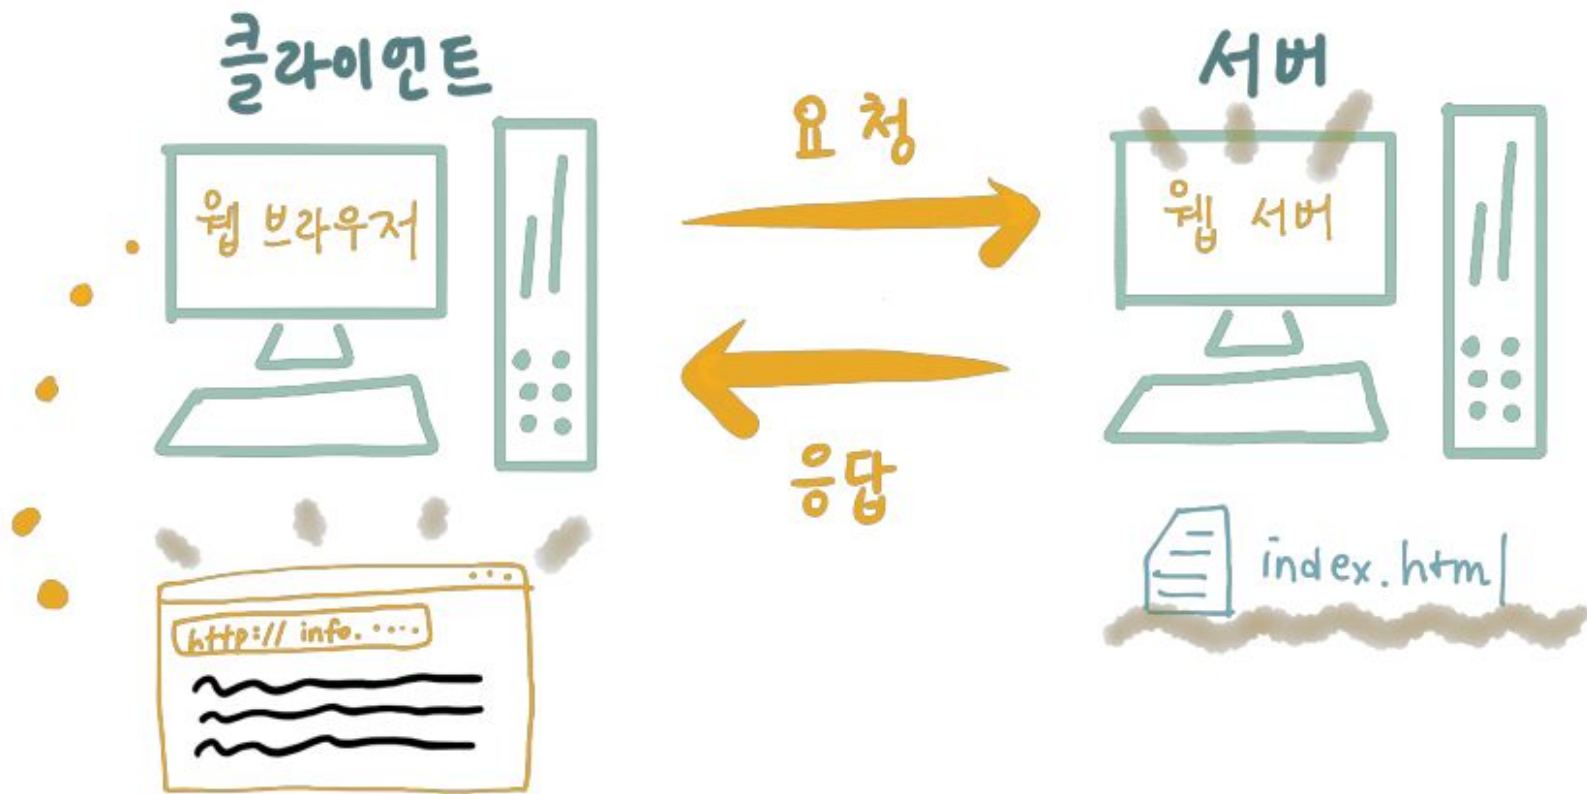 클라이언트
서버
요청
웹 브라우저
웹 서버
응답
index.html
http:// info. ....